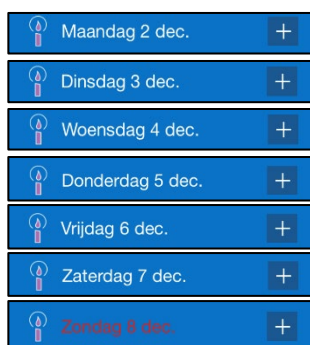 Maandag 2 dec.
Dinsdag 3 dec.
Woensdag 4 dec.
Donderdag 5 dec.
Vrijdag 6 dec.
Zaterdag 7 dec.
Zondag 8 dec.